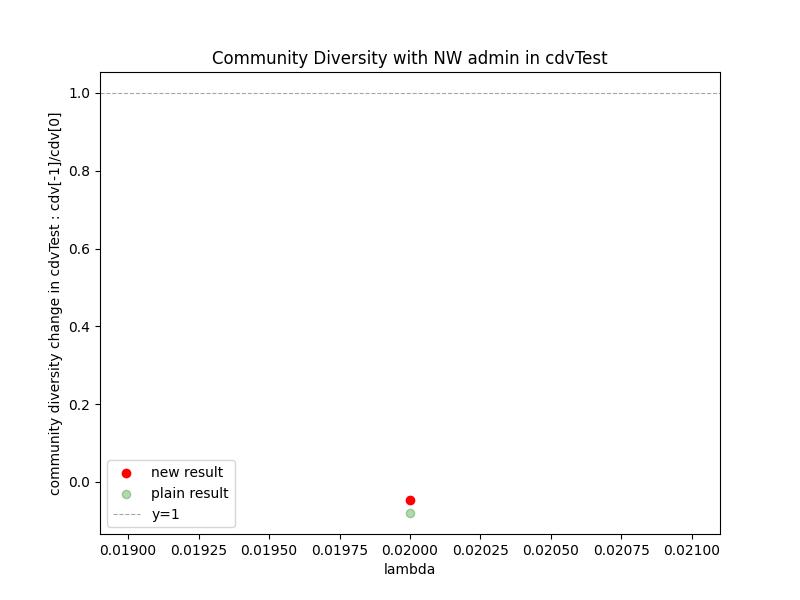 Community Diversity with NW admin in cdvTest
community diversity change in cdvTest : cdv[-1]/cdv[0]
1.0
0.8
0.6
0.4
0.2
0.0
new result
plain result
y=1
0.01900 0.01925 0.01950 0.01975 0.02000 0.02025 0.02050 0.02075 0.02100
lambda